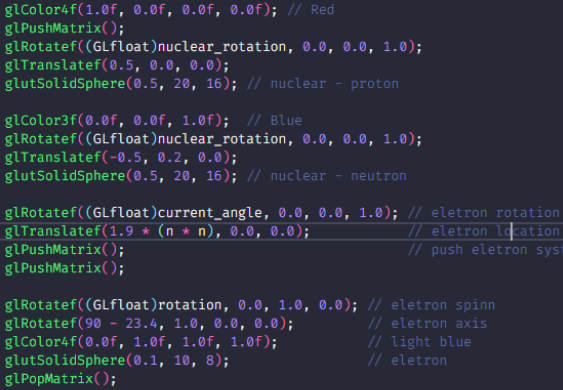 glColor4f(1.0f, 0.0f, 0.0f, 0.0f); // Red
glPushMatrix();
glRotatef((GLfloat)nuclear_rotation, 0.0, 0.0, 1.0);
glTranslatef(0.5, 0.0, 0.0);
glutSolidSphere(0.5, 20, 16); // nuclear - proton
glColor3f(0.0f, 0.0f, 1.0f);  // Blue
glRotatef((GLfloat)nuclear_rotation, 0.0, 0.0, 1.0);
glTranslatef(-0.5, 0.2, 0.0);
glutSolidSphere(0.5, 20, 16); // nuclear - neutron
glRotatef((GLfloat)current_angle, 0.0, 0.0, 1.0); // eletron rotation
glTranslatef(1.9 * (n * n), 0.0, 0.0);            // eletron location
glPushMatrix();                                   // push eletron syst
glPushMatrix();
glRotatef((GLfloat)rotation, 0.0, 1.0, 0.0); // eletron spinn
glRotatef(90 - 23.4, 1.0, 0.0, 0.0);         // eletron axis
glColor4f(0.0f, 1.0f, 1.0f, 1.0f);           // light blue
glutSolidSphere(0.1, 10, 8);                 // eletron
glPopMatrix();